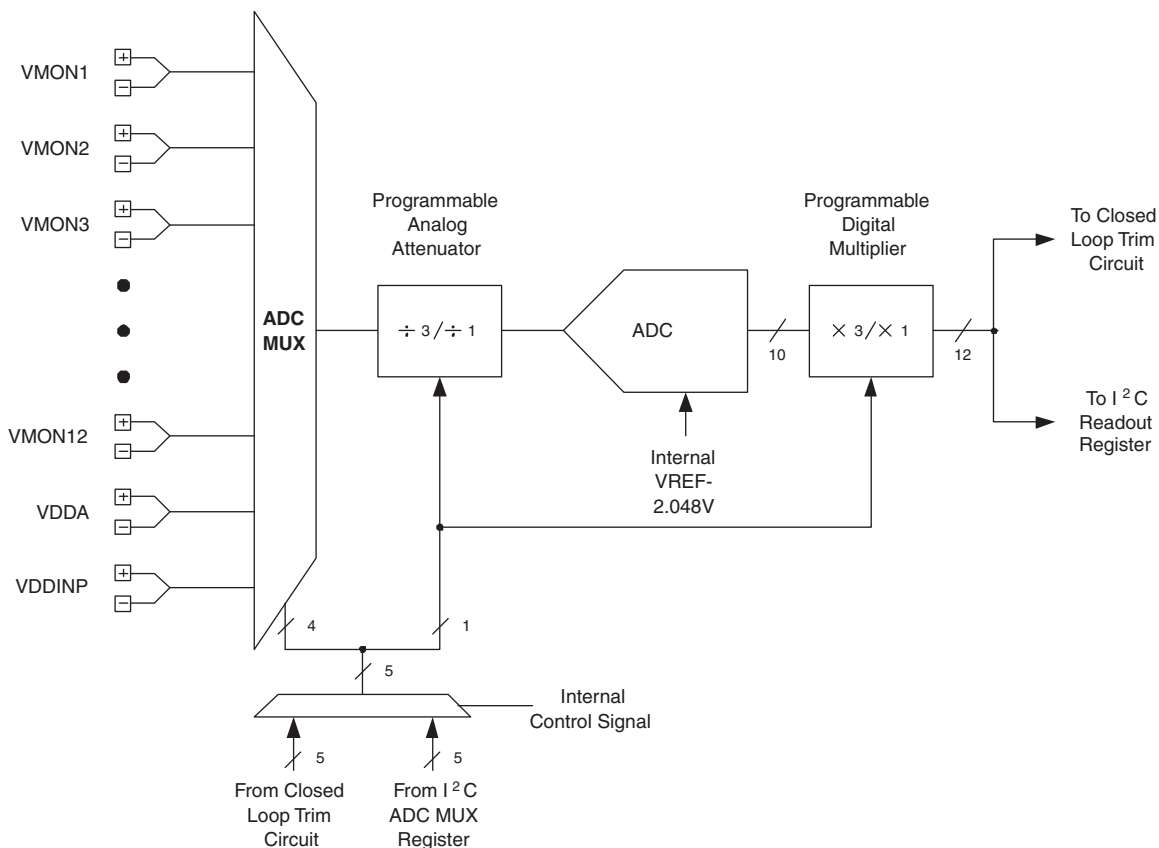 VMON1
+
−
VMON2
+
−
VMON3
+
−
VMON12
+
−
VDDA
+
−
VDDINP
+
−
ADC
MUX
Programmable
Analog
Attenuator
÷ 3 / ÷ 1
ADC
10
Internal
VREF-
2.048V
Programmable
Digital
Multiplier
× 3 / × 1
12
To Closed
Loop Trim
Circuit
To I²C
Readout
Register
4
1
5
Internal
Control Signal
5
5
From Closed
Loop Trim
Circuit
From I²C
ADC MUX
Register